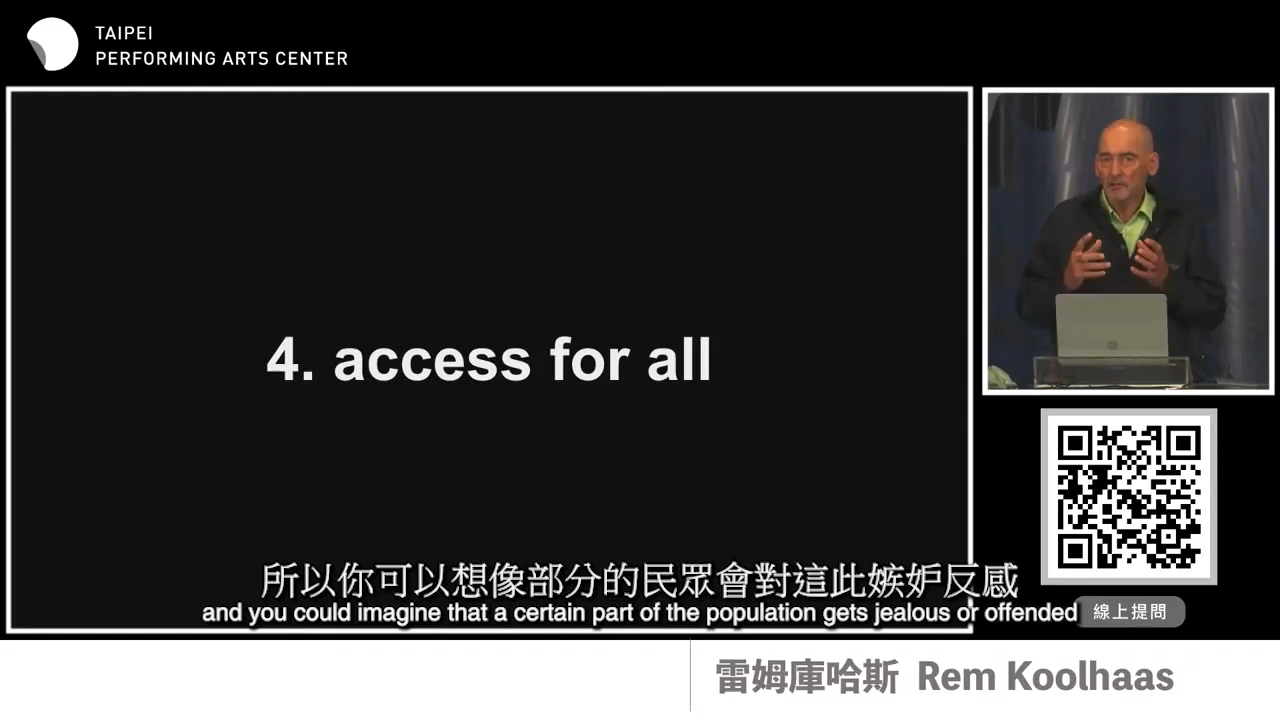 TAIPEI
PERFORMING ARTS CENTER
4. access for all
所以你可以想像部分的民眾會對這此嫉妒反感
and you could imagine that a certain part of the population gets jealous or offended
線上提問
雷姆庫哈斯 Rem Koolhaas